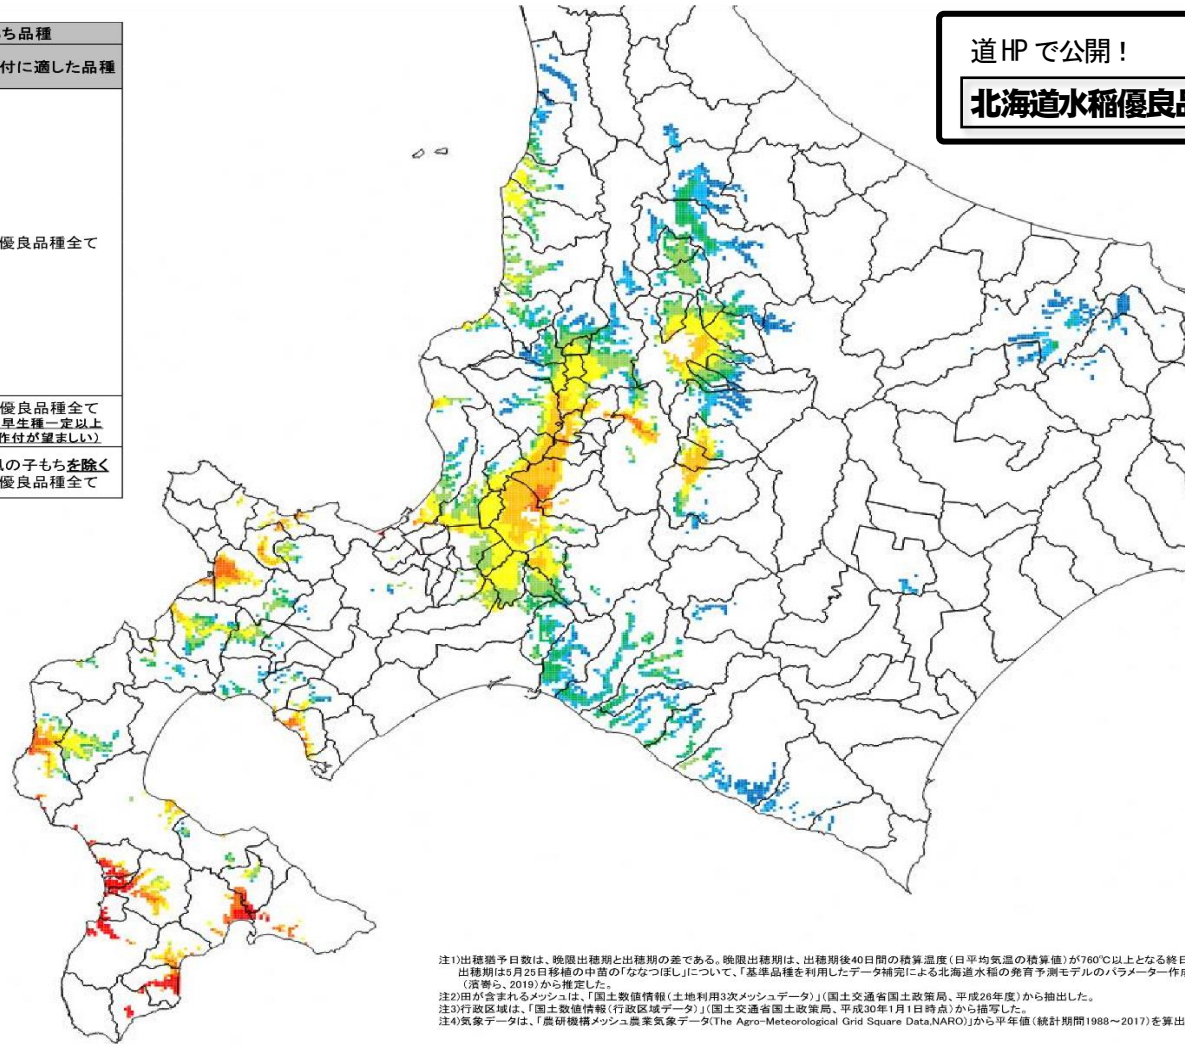 ち品種
付に適した品種
優良品種全て
優良品種全て
早生種一定以上
作付が望ましい）
の子もちを除く
優良品種全て
道HPで公開！
北海道水稲優良品
注1)出穂猶予日数は、晩限出穂期と出穂期の差である。晩限出穂期は、出穂期後40日間の積算温度（日平均気温の積算値）が760℃以上となる終日
出穂期は5月25日移植の中苗の「ななつぼし」について、「基準品種を利用したデータ補完による北海道水稲の発育予測モデルのパラメーター作成
（濱嵜ら、2019）から推定した。
注2)田が含まれるメッシュは、「国土数値情報（土地利用3次メッシュデータ）」（国土交通省国土政策局、平成26年度）から抽出した。
注3)行政区域は、「国土数値情報（行政区域データ）」（国土交通省国土政策局、平成30年1月1日時点）から描写した。
注4)気象データは、「農研機構メッシュ農業気象データ(The Agro-Meteorological Grid Square Data,NARO)」から平年値（統計期間1988～2017）を算出